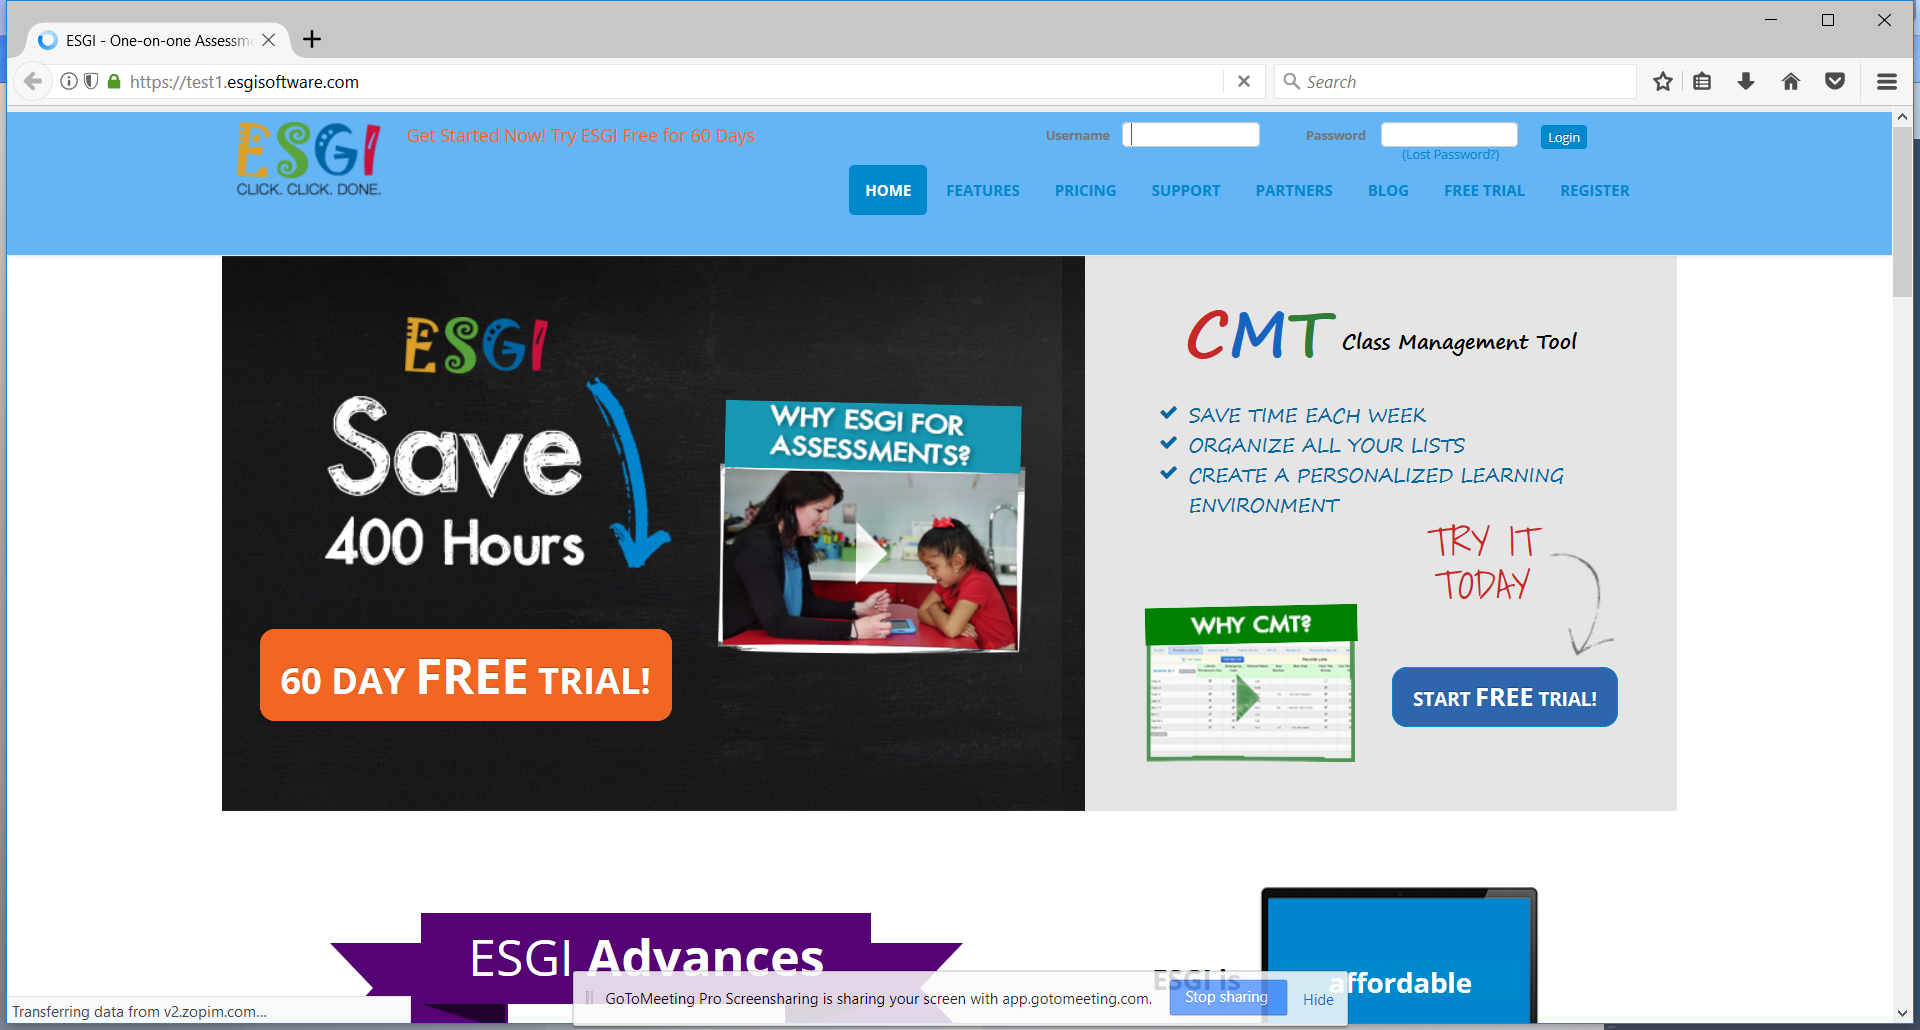 ESGI - One-on-one Assessm
https://test1.esgisoftware.com
Search
ESGI
CLICK. CLICK. DONE.
Get Started Now! Try ESGI Free for 60 Days
Username
Password
Login
(Lost Password?)
HOME FEATURES PRICING SUPPORT PARTNERS BLOG FREE TRIAL REGISTER
ESGI
Save
400 Hours
60 DAY FREE TRIAL!
WHY ESGI FOR
ASSESSMENTS?
CMT Class Management Tool
SAVE TIME EACH WEEK
ORGANIZE ALL YOUR LISTS
CREATE A PERSONALIZED LEARNING
ENVIRONMENT
TRY IT
TODAY
WHY CMT?
START FREE TRIAL!
ESGI Advances
ESGI is
affordable
GoToMeeting Pro Screensharing is sharing your screen with app.gotomeeting.com.
Stop sharing
Hide
Transferring data from v2.zopim.com...